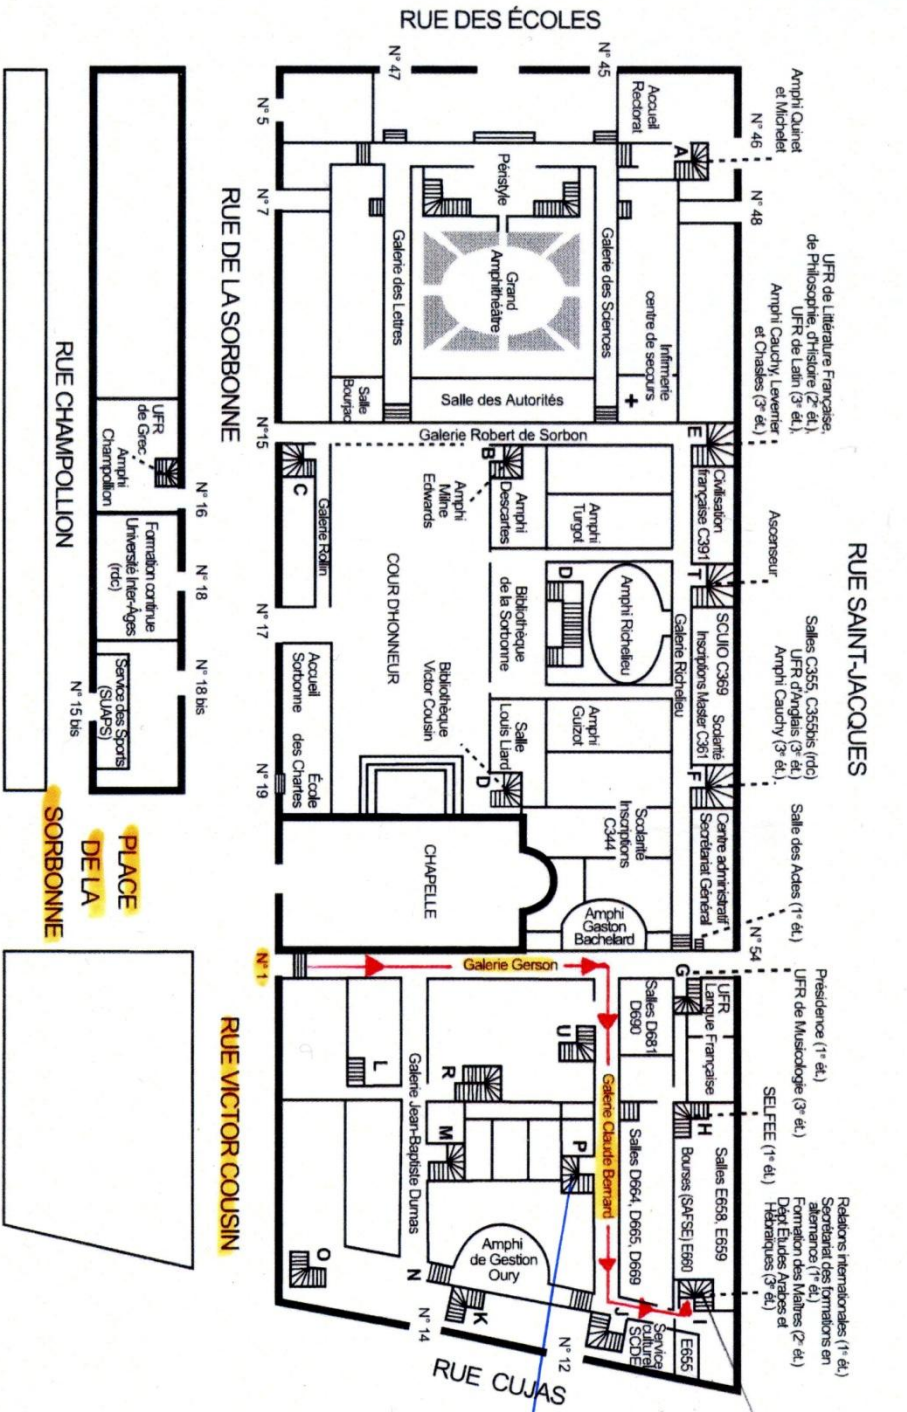 RUE DES ÉCOLES
N° 47
N° 45
Amphi Quinet
et Michelet
N° 46
N° 48
N° 5
N° 7
Accueil
Rectorat
A
Péristyle
Grand
Amphithéâtre
Galerie des Lettres
Galerie des Sciences
Infirmerie
centre de secours
+
Salle
Bourjac
Salle des Autorités
UFR de Littérature Française,
de Philosophie, d'Histoire (2e ét.),
UFR de Latin (3e ét.),
Amphi Cauchy, Leverrier
et Chasles (3e ét.)
RUE DE LA SORBONNE
RUE SAINT-JACQUES
RUE CHAMPOLLION
N° 15
Galerie Robert de Sorbon
E
B
C
Galerie Rollin
Amphi
Milne
Edwards
Amphi
Descartes
Amphi
Turgot
Civilisation
française C391
Ascenseur
T
UFR
de Grec
Amphi
Champollion
N° 16
Formation continue
Université Inter-Âges
(rdc)
N° 18
N° 18 bis
Service des Sports
(SUAPS)
N° 15 bis
N° 17
COUR D'HONNEUR
Bibliothèque
de la Sorbonne
D
Amphi Richelieu
Galerie Richelieu
SCUIO C369
Inscriptions Master C361
Scolarité
Salles C355, C355bis (rdc)
UFR d'Anglais (3e ét.)
Amphi Cauchy (3e ét.)
Accueil
Sorbonne
École
des Chartes
N° 19
Bibliothèque
Victor Cousin
Salle
Louis Liard
D
Amphi
Guizot
F
Scolarité
Inscriptions
C344
Centre administratif
Secrétariat Général
Salle des Actes (1e ét.)
PLACE
DE LA
SORBONNE
CHAPELLE
Amphi
Gaston
Bachelard
N° 54
N° 1
Galerie Gerson
G
UFR
Langue Française
Présidence (1e ét.)
UFR de Musicologie (3e ét.)
Salles D681
D690
U
L
R
RUE VICTOR COUSIN
Galerie Jean-Baptiste Dumas
Galerie Claude Bernard
H
SELFEE (1e ét.)
M
P
Salles D664, D665, D669
Salles E658, E659
Bourses (SAFSE) E660
Relations internationales (1e ét.)
Secrétariat des formations en
alternance (1e ét.)
Formation des Maîtres (2e ét.)
Dépt Études Arabes et
Hébraïques (3e ét.)
O
N
Amphi
de Gestion
Oury
K
J
I
Service
culturel
SCDE
E655
N° 14
N° 12
RUE CUJAS